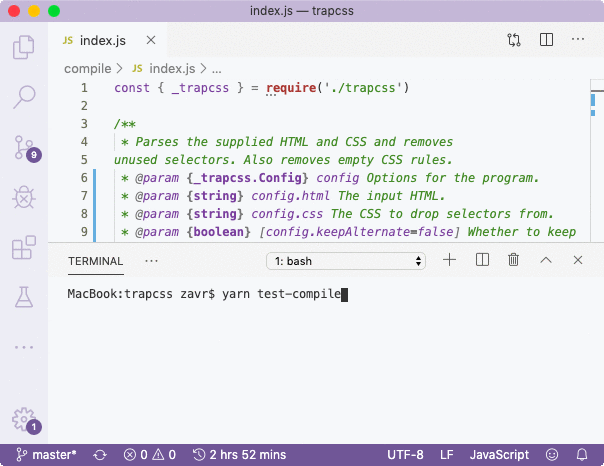 index.js — trapcss
JS index.js ×
compile > JS index.js > ...
1 const { _trapcss } = require('./trapcss')
2
3 /**
4  * Parses the supplied HTML and CSS and removes
5 unused selectors. Also removes empty CSS rules.
6  * @param {_trapcss.Config} config Options for the program.
7  * @param {string} config.html The input HTML.
8  * @param {string} config.css The CSS to drop selectors from.
9  * @param {boolean} [config.keepAlternate=false] Whether to keep
TERMINAL ··· 1: bash
MacBook:trapcss zavr$ yarn test-compile
9
1
master* 0 0 2 hrs 52 mins UTF-8 LF JavaScript